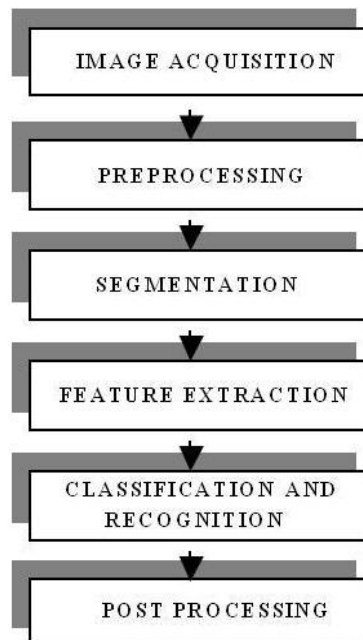 IMAGE ACQUISITION
PREPROCESSING
SEGMENTATION
FEATURE EXTRACTION
CLASSIFICATION AND
RECOGNITION
POST PROCESSING